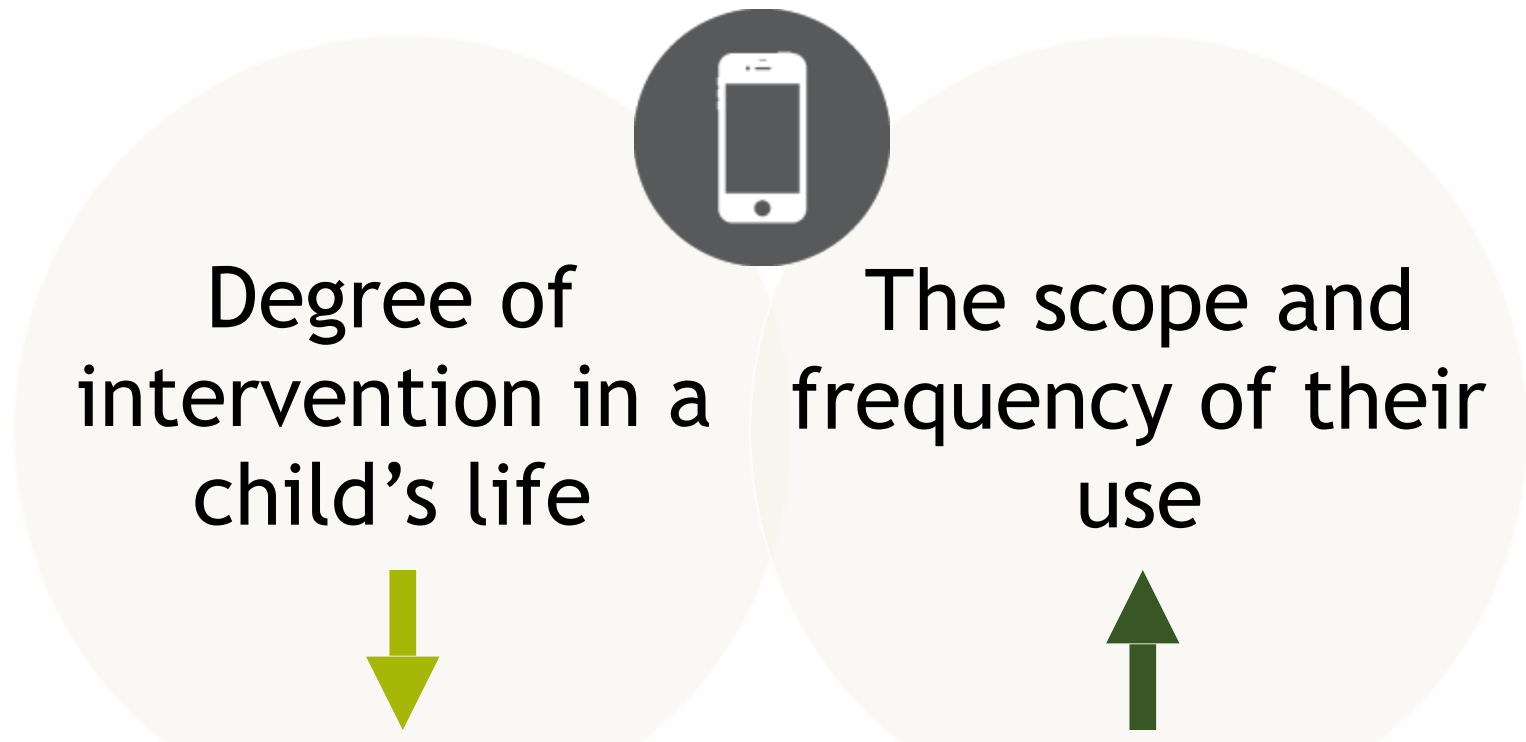 Degree of
intervention in a
child’s life
The scope and
frequency of their
use